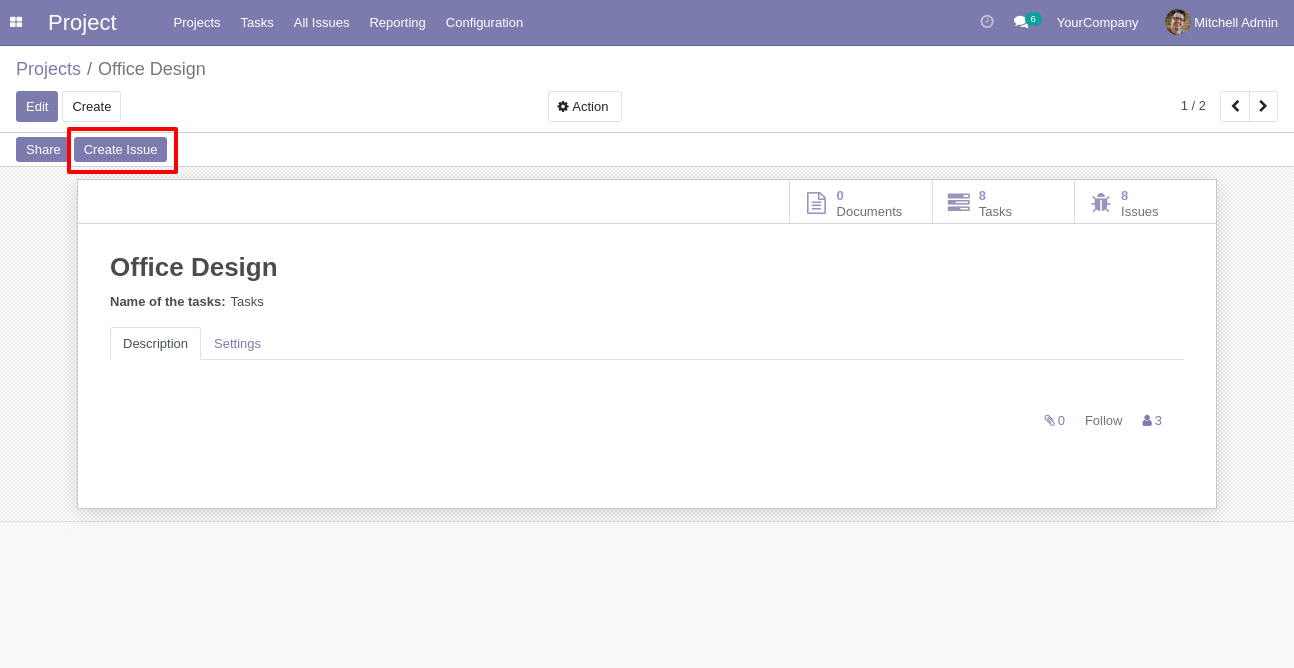 Project Projects Tasks All Issues Reporting Configuration 6 YourCompany Mitchell Admin
Projects / Office Design
Edit Create Action 1 / 2
Share Create Issue
0 Documents
8 Tasks
8 Issues
Office Design
Name of the tasks: Tasks
Description Settings
0 Follow 3